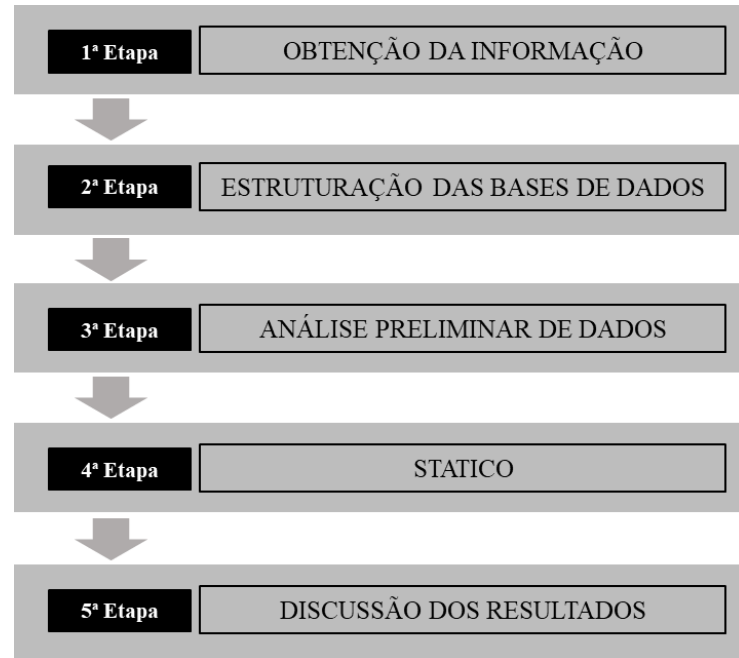 1ª Etapa OBTENÇÃO DA INFORMAÇÃO
2ª Etapa ESTRUTURAÇÃO DAS BASES DE DADOS
3ª Etapa ANÁLISE PRELIMINAR DE DADOS
4ª Etapa STATICO
5ª Etapa DISCUSSÃO DOS RESULTADOS